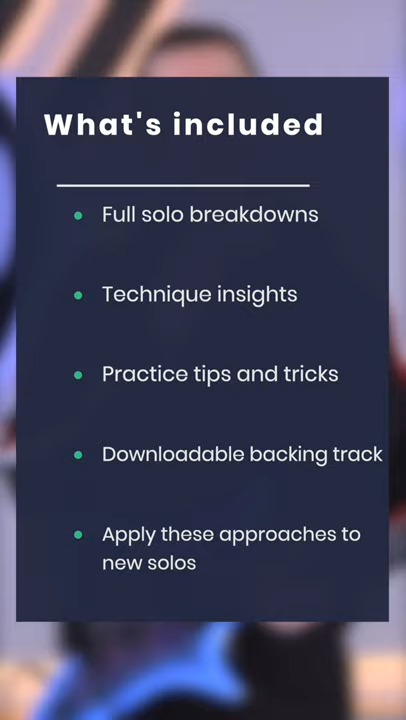 What's included
Full solo breakdowns
Technique insights
Practice tips and tricks
Downloadable backing track
Apply these approaches to
new solos